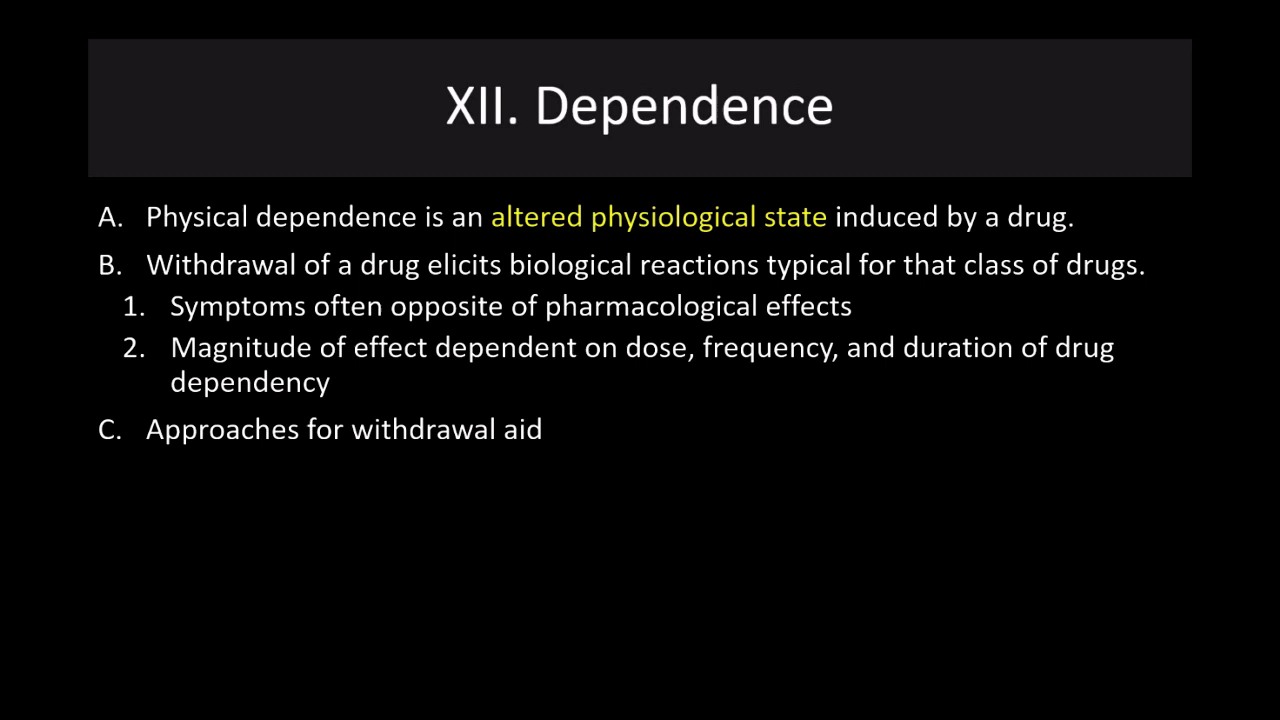 XII. Dependence
A. Physical dependence is an altered physiological state induced by a drug.
B. Withdrawal of a drug elicits biological reactions typical for that class of drugs.
1. Symptoms often opposite of pharmacological effects
2. Magnitude of effect dependent on dose, frequency, and duration of drug
dependency
C. Approaches for withdrawal aid